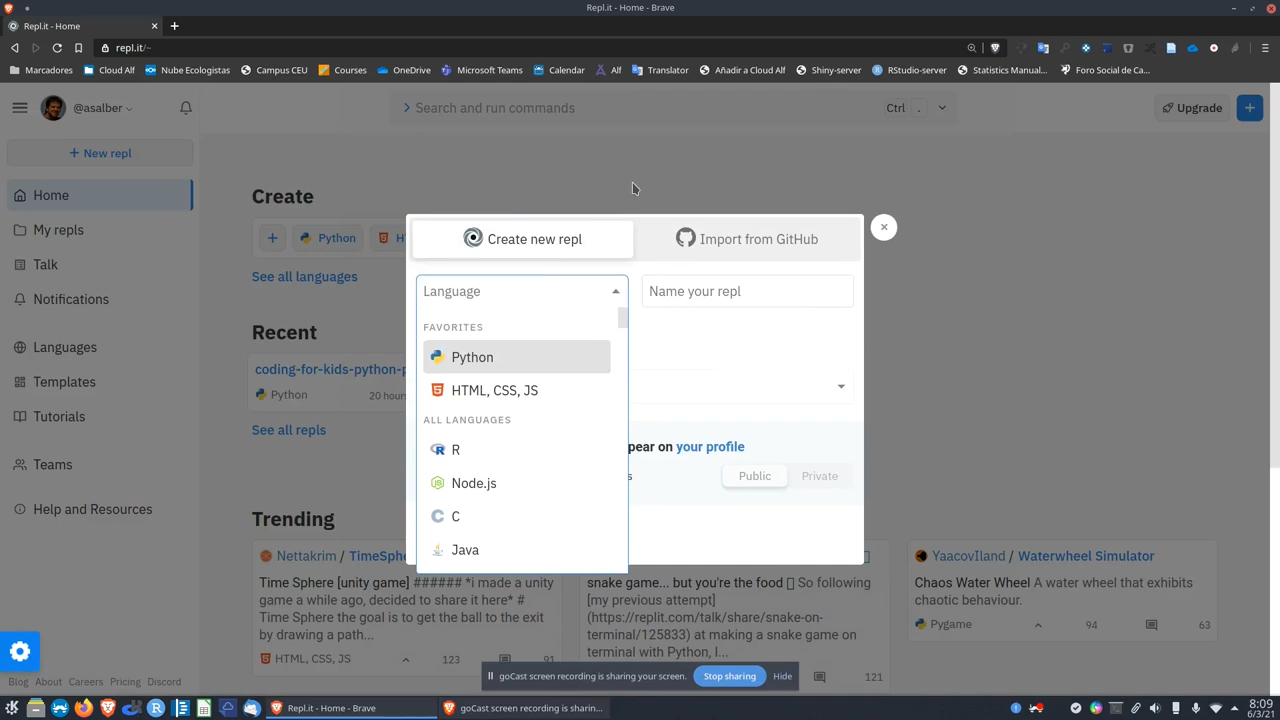 Repl.it - Home - Brave
Repl.it - Home
repl.it/~
Marcadores
Cloud Alf
Nube Ecologistas
Campus CEU
Courses
OneDrive
Microsoft Teams
Calendar
Alf
Translator
Añadir a Cloud Alf
Shiny-server
RStudio-server
Statistics Manual...
Foro Social de Ca...
@asalber
Search and run commands
Ctrl .
Upgrade
+ New repl
Home
My repls
Talk
Notifications
Languages
Templates
Tutorials
Teams
Help and Resources
Blog About Careers Pricing Discord
Create
Python
See all languages
Recent
coding-for-kids-python-p
Python
20 hours
See all repls
Trending
Nettakrim / TimeSphe
Time Sphere [unity game] ###### *i made a unity
game a while ago, decided to share it here* #
Time Sphere the goal is to get the ball to the exit
by drawing a path...
HTML, CSS, JS
123
91
snake game... but you're the food So following
[my previous attempt]
(https://replit.com/talk/share/snake-on-
terminal/125833) at making a snake game on
terminal with Python, I...
121
YaacovIland / Waterwheel Simulator
Chaos Water Wheel A water wheel that exhibits
chaotic behaviour.
Pygame
94
63
Create new repl
Import from GitHub
Language
Name your repl
FAVORITES
Python
HTML, CSS, JS
ALL LANGUAGES
R
Node.js
C
Java
pear on your profile
s
Public
Private
goCast screen recording is sharing your screen.
Stop sharing
Hide
Repl.it - Home - Brave
goCast screen recording is sharin...
8:09
6/3/21